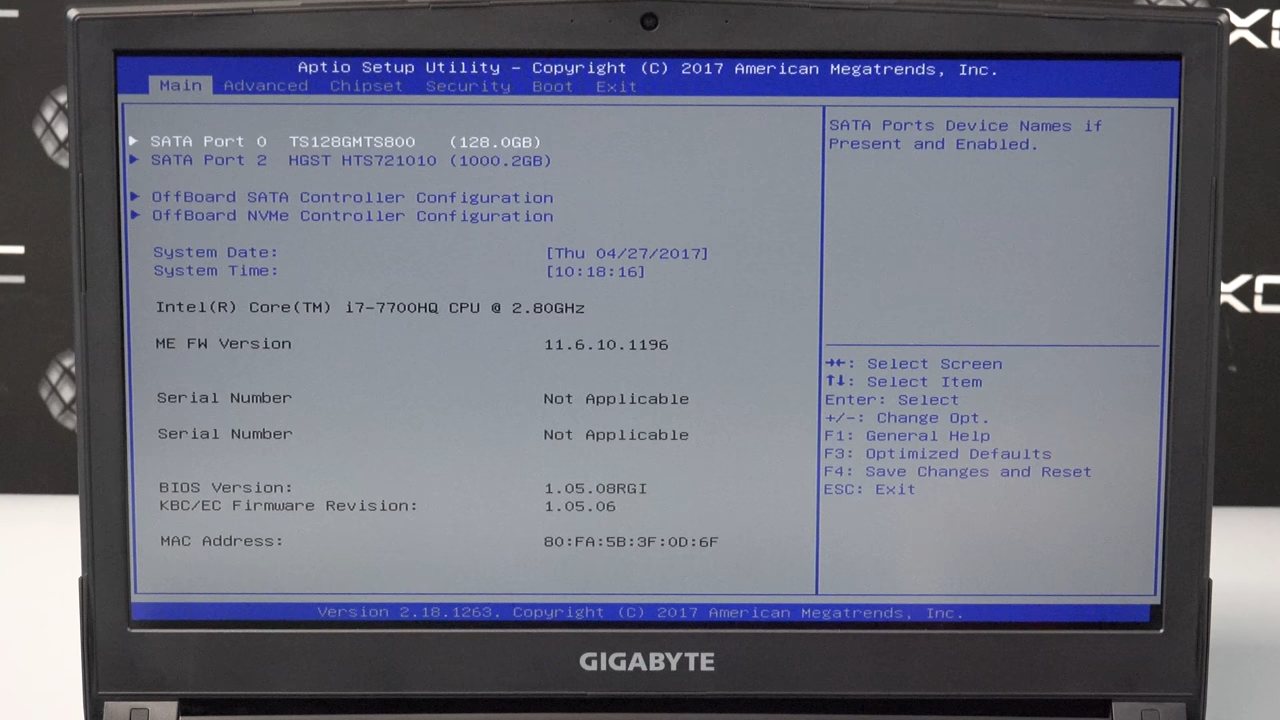 Aptio Setup Utility – Copyright (C) 2017 American Megatrends, Inc.
Main Advanced Chipset Security Boot Exit
SATA Port 0 TS128GMTS800 (128.0GB)
SATA Port 2 HGST HTS721010 (1000.2GB)
OffBoard SATA Controller Configuration
OffBoard NVMe Controller Configuration
System Date: [Thu 04/27/2017]
System Time: [10:18:16]
Intel(R) Core(TM) i7-7700HQ CPU @ 2.80GHz
ME FW Version 11.6.10.1196
Serial Number Not Applicable
Serial Number Not Applicable
BIOS Version: 1.05.08RGI
KBC/EC Firmware Revision: 1.05.06
MAC Address: 80:FA:5B:3F:0D:6F
SATA Ports Device Names if
Present and Enabled.
→←: Select Screen
↑↓: Select Item
Enter: Select
+/-: Change Opt.
F1: General Help
F3: Optimized Defaults
F4: Save Changes and Reset
ESC: Exit
Version 2.18.1263. Copyright (C) 2017 American Megatrends, Inc.
GIGABYTE